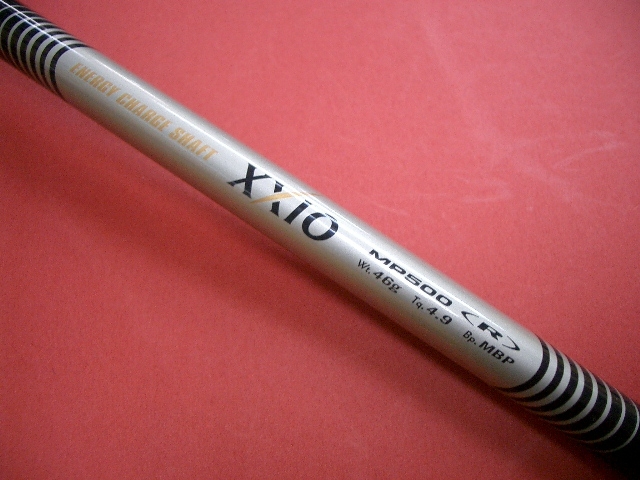 ENERGY CHARGE SHAFT
XXIO
MP500 (R)
Wt. 46g. Tq. 4.9 Bp. MBP